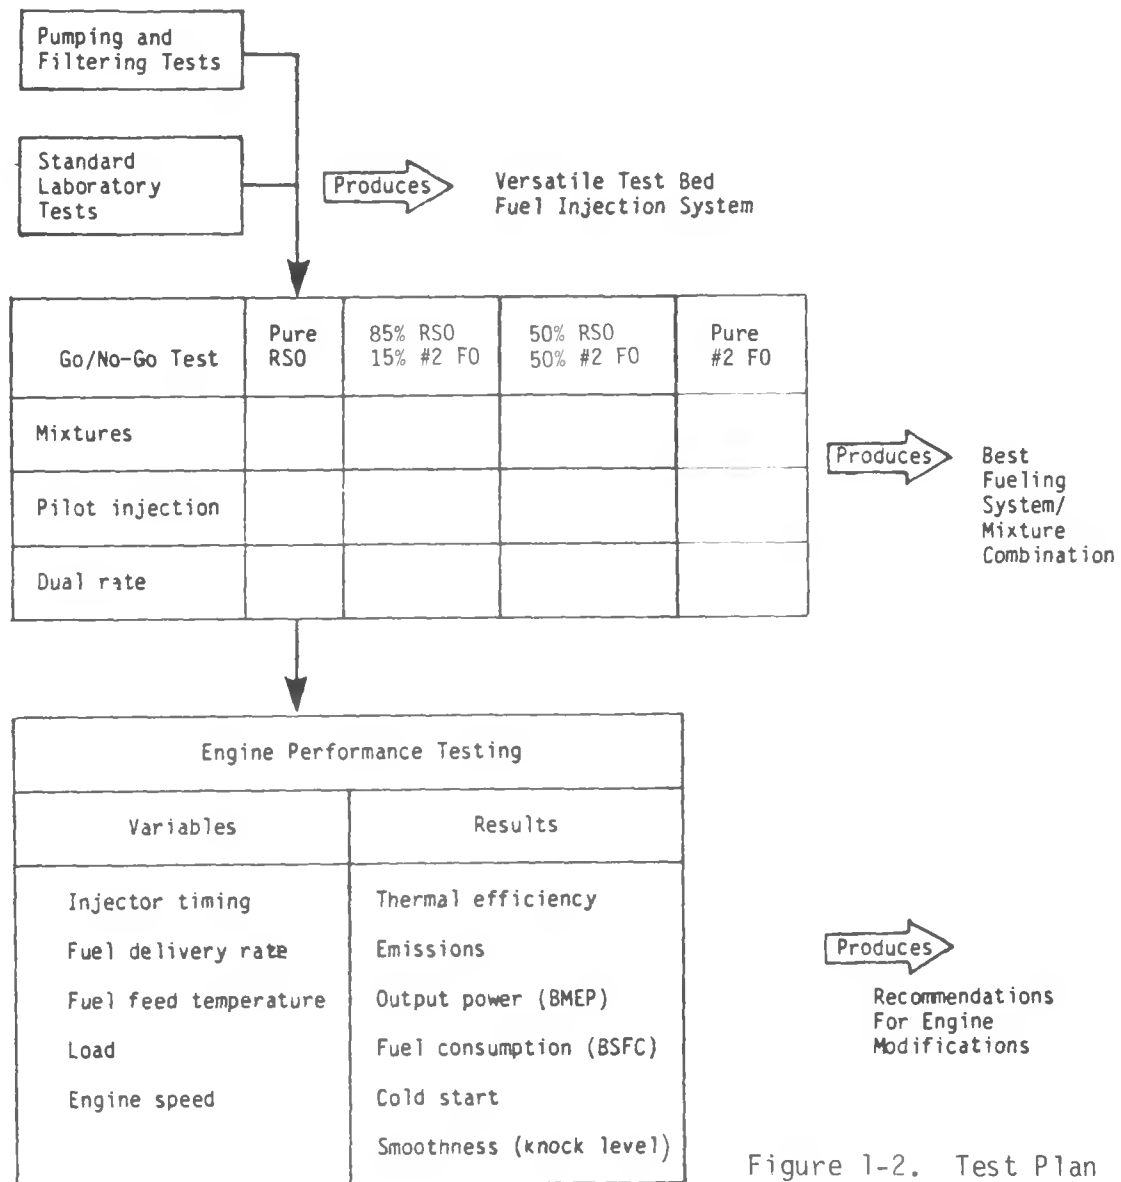 Pumping and
Filtering Tests
Standard
Laboratory
Tests
Produces
Versatile Test Bed
Fuel Injection System
Go/No-Go Test
Pure
RSO
85% RSO
15% #2 FO
50% RSO
50% #2 FO
Pure
#2 FO
Mixtures
Pilot injection
Dual rate
Produces
Best
Fueling
System/
Mixture
Combination
Engine Performance Testing
Variables
Results
Injector timing
Fuel delivery rate
Fuel feed temperature
Load
Engine speed
Thermal efficiency
Emissions
Output power (BMEP)
Fuel consumption (BSFC)
Cold start
Smoothness (knock level)
Produces
Recommendations
For Engine
Modifications
Figure 1-2. Test Plan